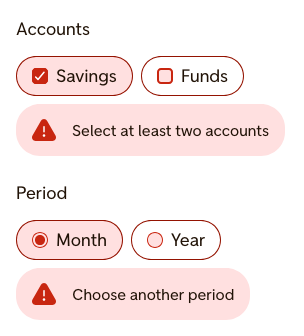 Accounts
Savings
Funds
Select at least two accounts
Period
Month
Year
Choose another period